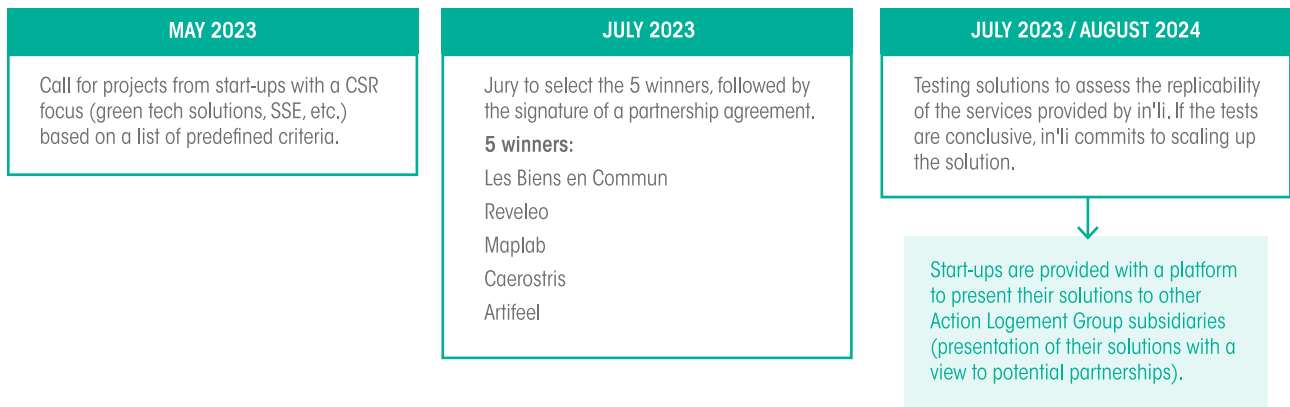 MAY 2023
Call for projects from start-ups with a CSR
focus (green tech solutions, SSE, etc.)
based on a list of predefined criteria.
JULY 2023
Jury to select the 5 winners, followed by
the signature of a partnership agreement.
5 winners:
Les Biens en Commun
Reveleo
Maplab
Caerostris
Artifeel
JULY 2023 / AUGUST 2024
Testing solutions to assess the replicability
of the services provided by in'li. If the tests
are conclusive, in'li commits to scaling up
the solution.
Start-ups are provided with a platform
to present their solutions to other
Action Logement Group subsidiaries
(presentation of their solutions with a
view to potential partnerships).